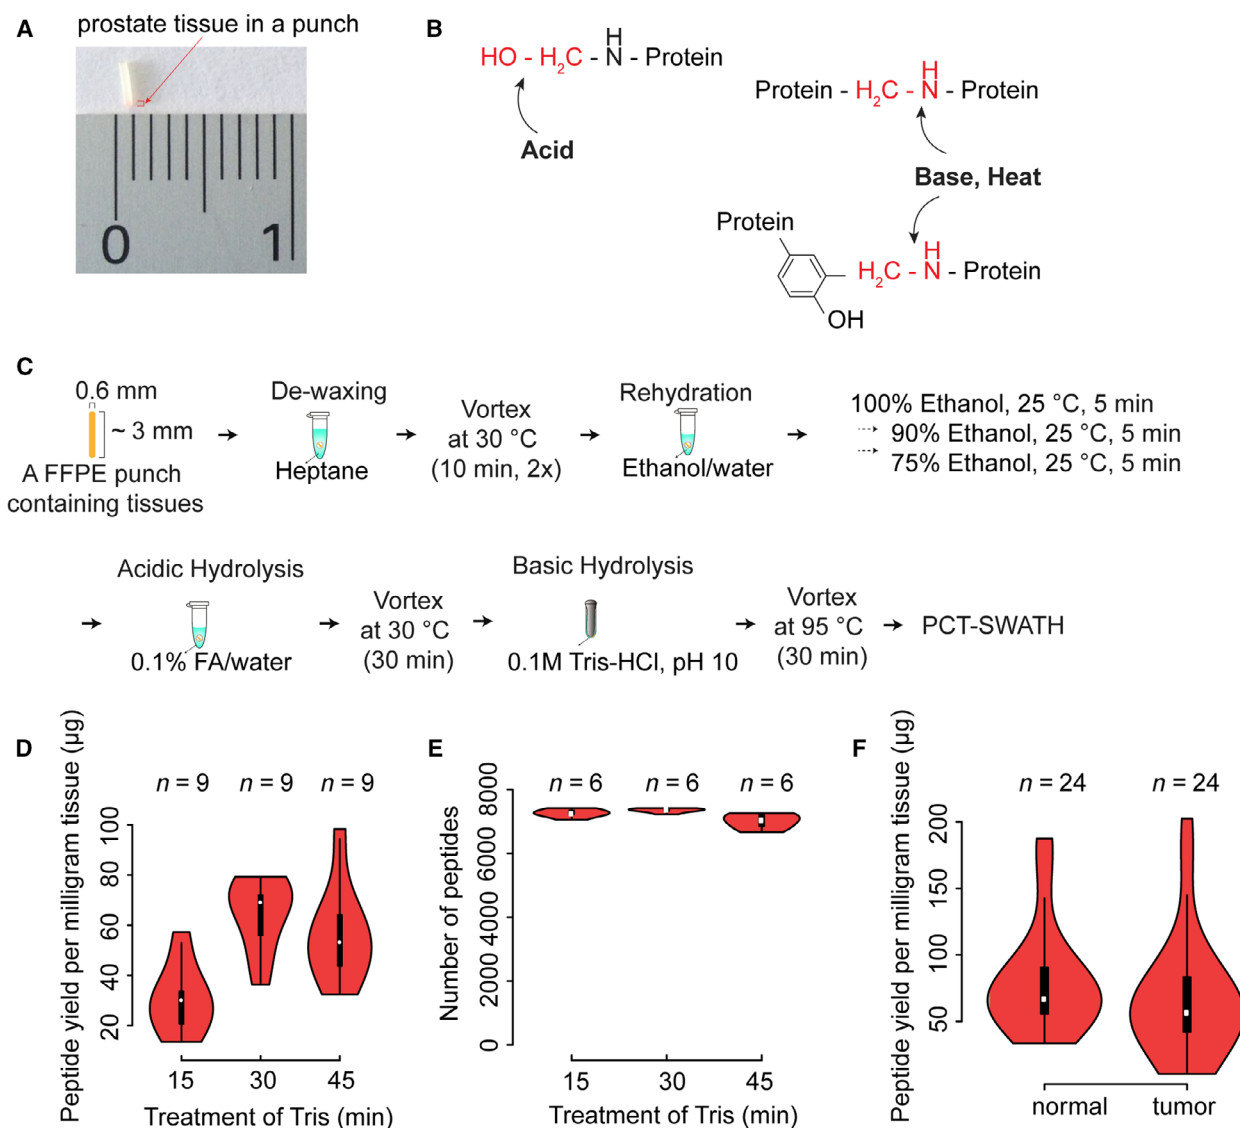 A
prostate tissue in a punch
0 1
B
HO - H2C - N - Protein
H
Acid
Protein - H2C - N - Protein
H
Base, Heat
Protein
H2C - N - Protein
H
OH
C
0.6 mm
~ 3 mm
A FFPE punch
containing tissues
De-waxing
Heptane
Vortex
at 30 °C
(10 min, 2x)
Rehydration
Ethanol/water
100% Ethanol, 25 °C, 5 min
90% Ethanol, 25 °C, 5 min
75% Ethanol, 25 °C, 5 min
Acidic Hydrolysis
0.1% FA/water
Vortex
at 30 °C
(30 min)
Basic Hydrolysis
0.1M Tris-HCl, pH 10
Vortex
at 95 °C
(30 min)
PCT-SWATH
D
Peptide yield per milligram tissue (µg)
n = 9 n = 9 n = 9
100
80
60
40
20
15 30 45
Treatment of Tris (min)
E
Number of peptides
n = 6 n = 6 n = 6
8000
6000
4000
2000
0
15 30 45
Treatment of Tris (min)
F
Peptide yield per milligram tissue (µg)
n = 24 n = 24
200
150
100
50
normal tumor